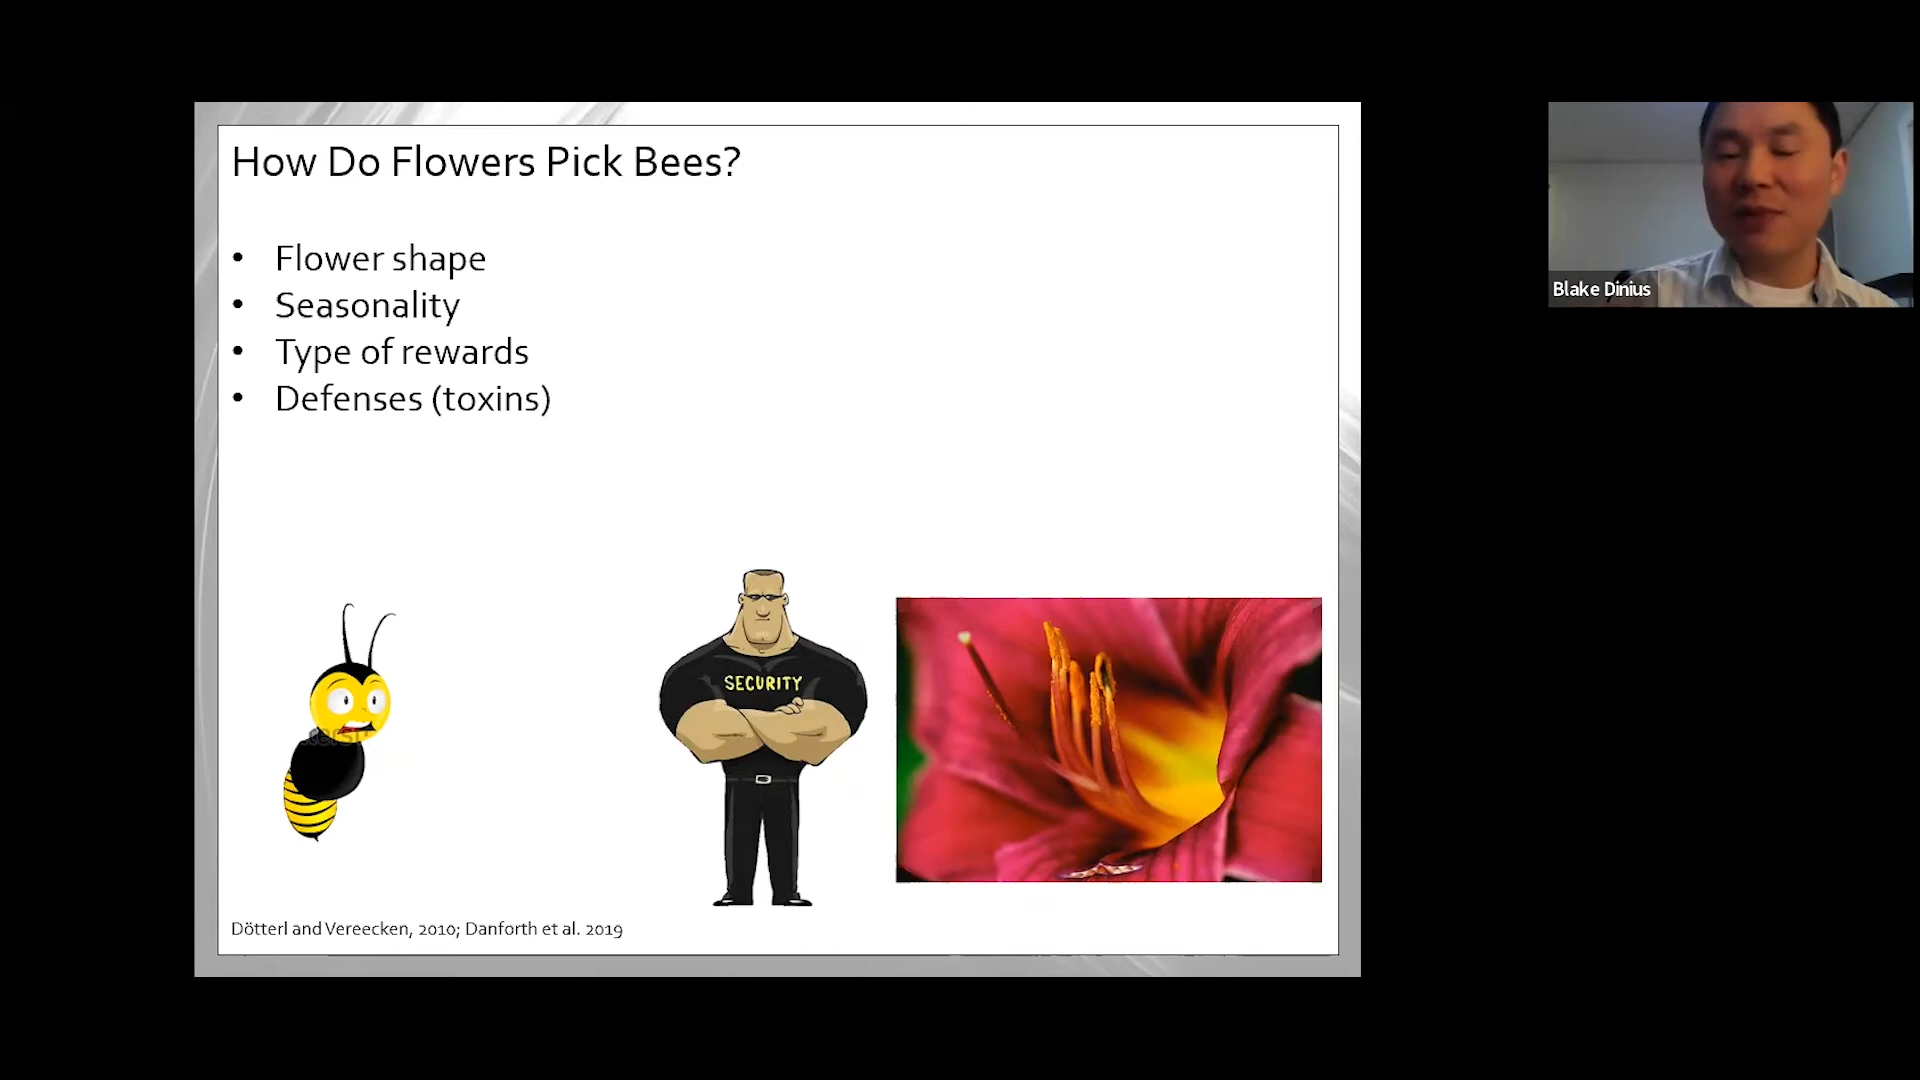 How Do Flowers Pick Bees?
• Flower shape
• Seasonality
• Type of rewards
• Defenses (toxins)
SECURITY
Dötterl and Vereecken, 2010; Danforth et al. 2019
Blake Dinius